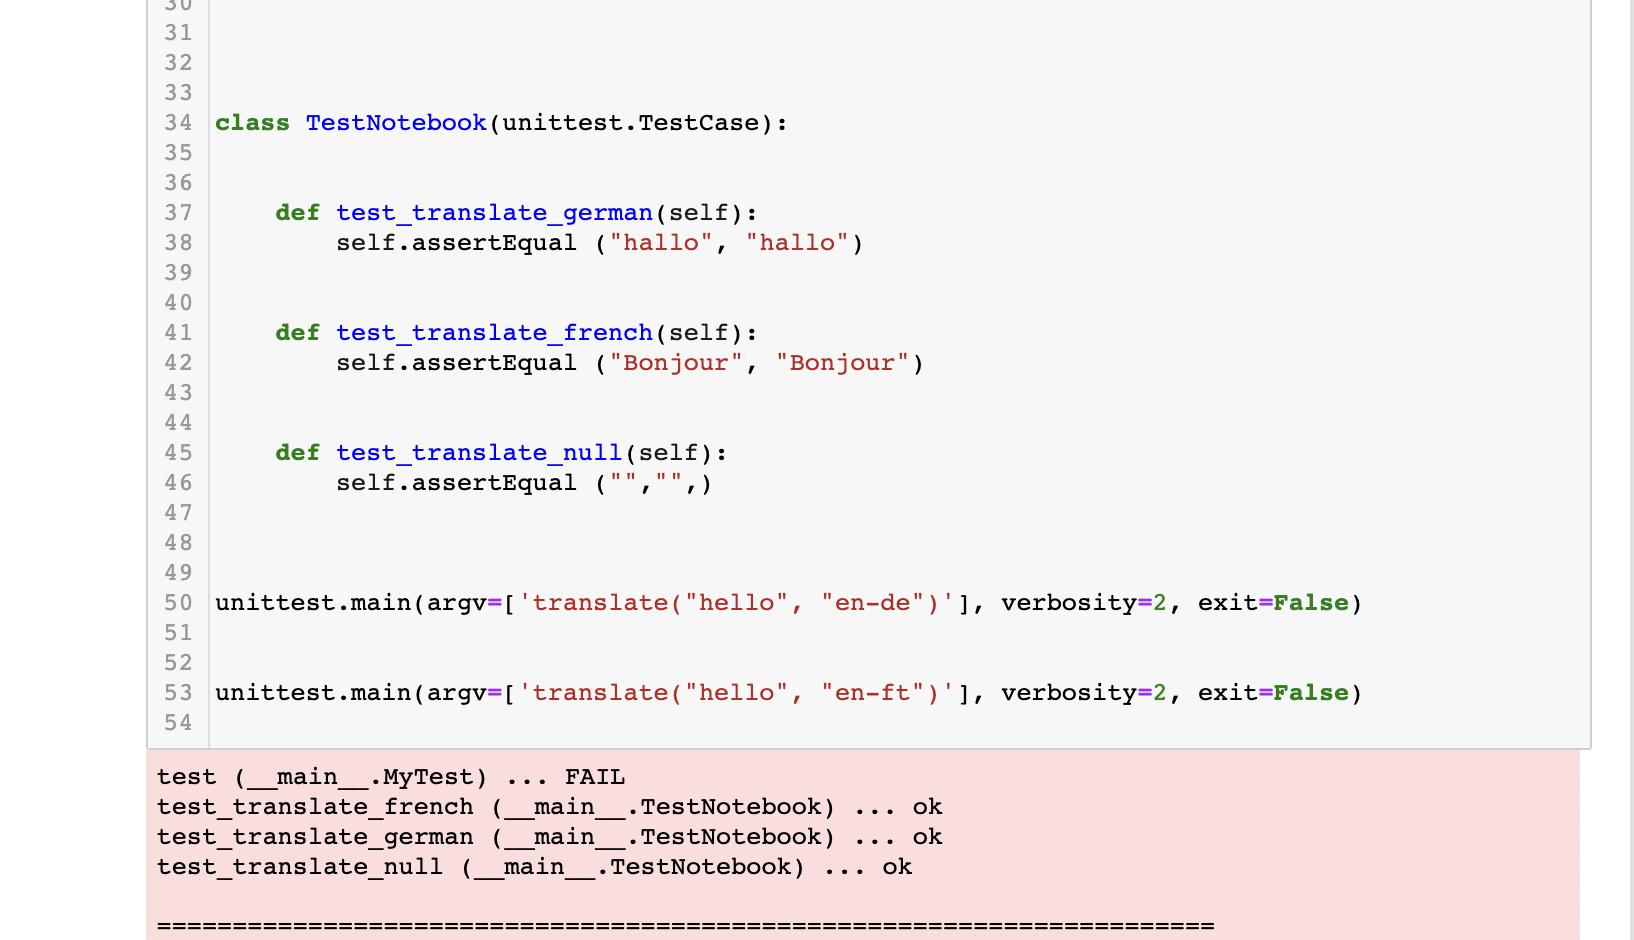 30
31
32
33
34 class TestNotebook(unittest.TestCase):
35
36
37 def test_translate_german(self):
38 self.assertEqual ("hallo", "hallo")
39
40
41 def test_translate_french(self):
42 self.assertEqual ("Bonjour", "Bonjour")
43
44
45 def test_translate_null(self):
46 self.assertEqual ("","",)
47
48
49
50 unittest.main(argv=['translate("hello", "en-de")'], verbosity=2, exit=False)
51
52
53 unittest.main(argv=['translate("hello", "en-ft")'], verbosity=2, exit=False)
54
test (__main__.MyTest) ... FAIL
test_translate_french (__main__.TestNotebook) ... ok
test_translate_german (__main__.TestNotebook) ... ok
test_translate_null (__main__.TestNotebook) ... ok
======================================================================